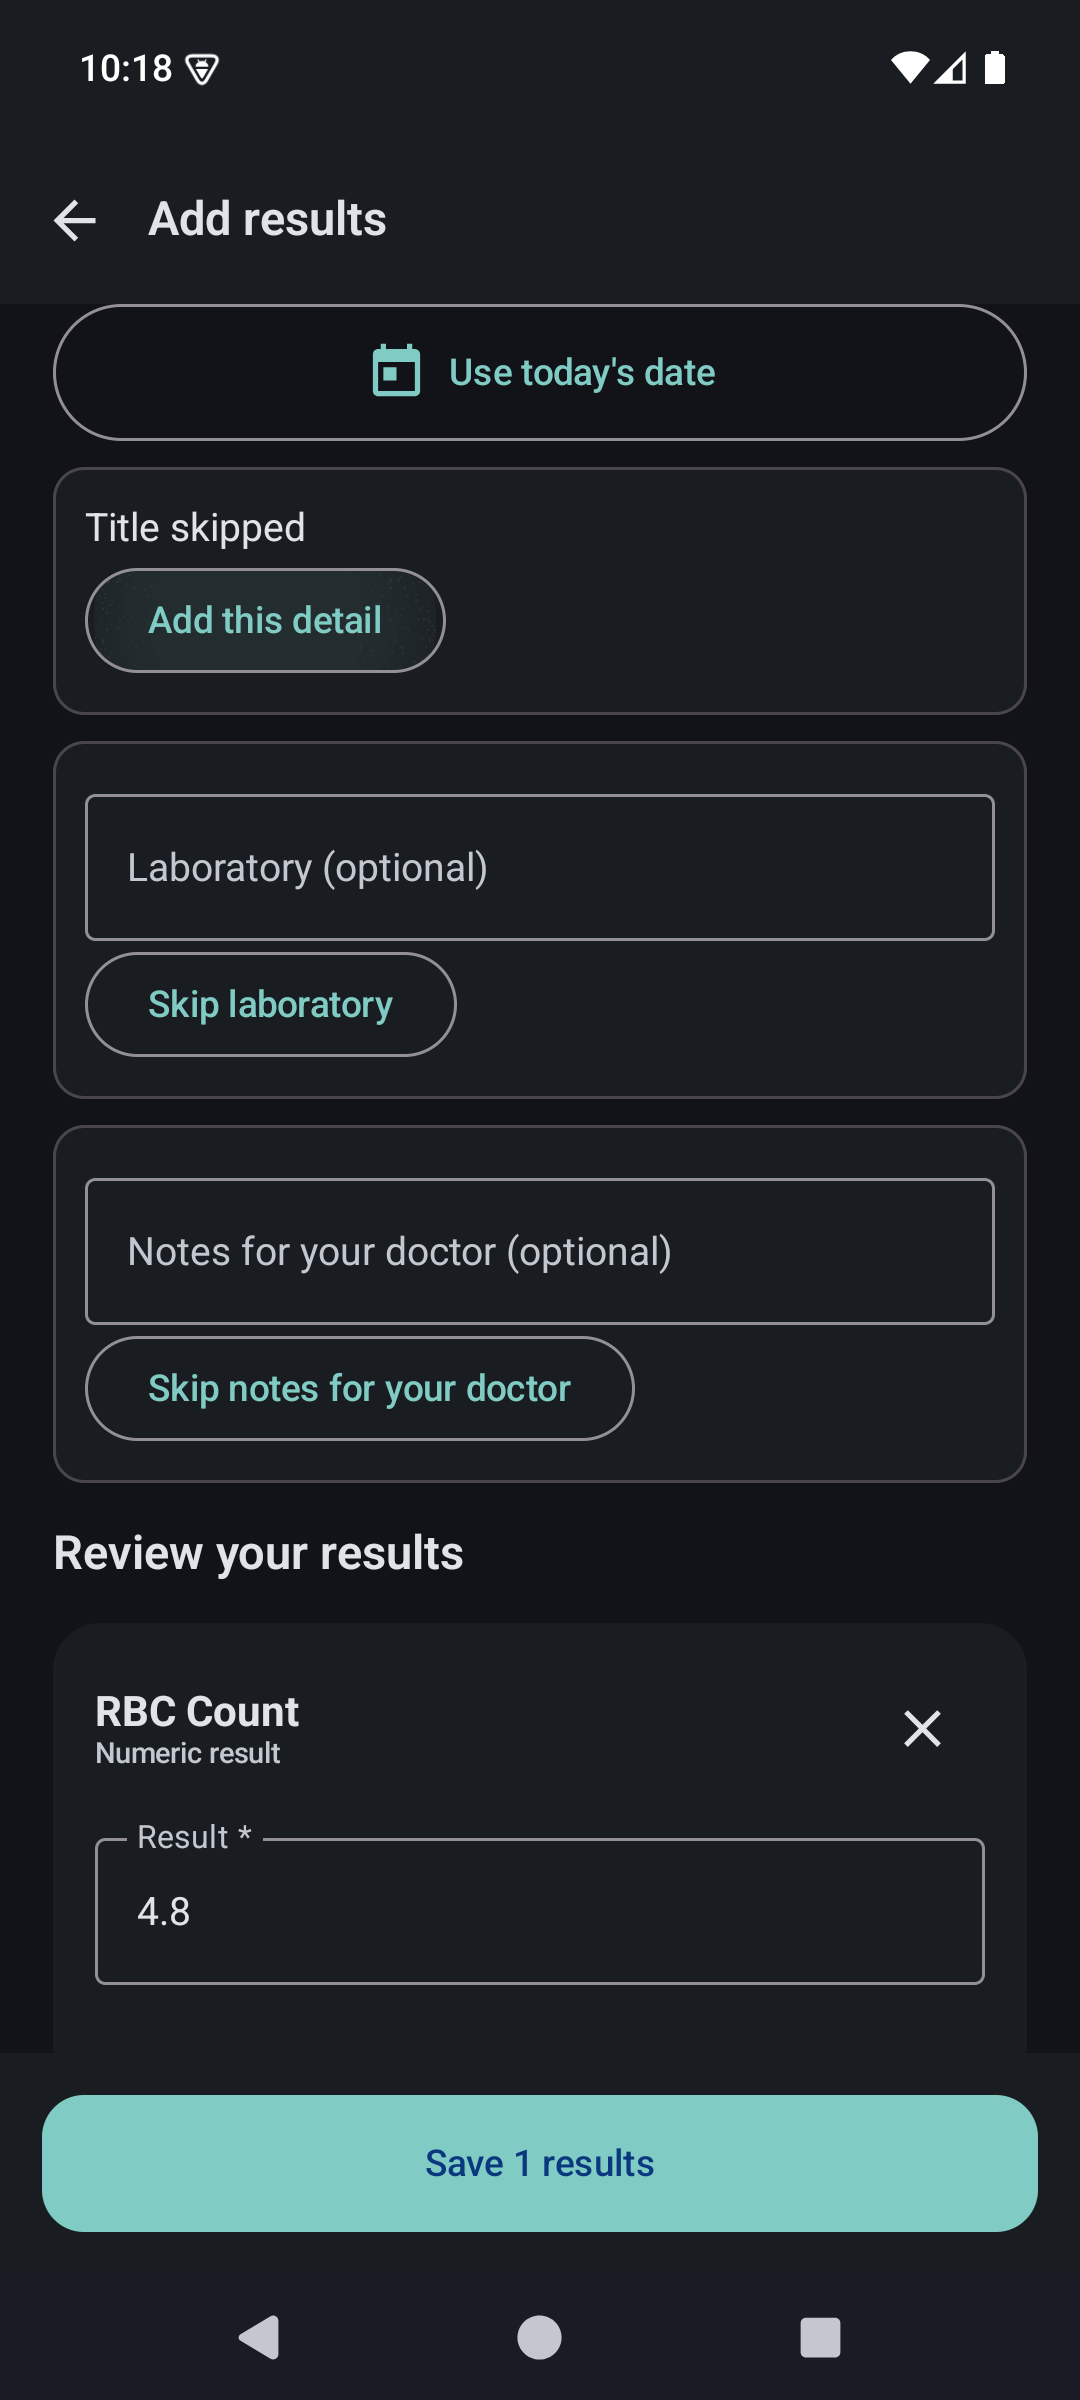 10:18
Add results
Use today's date
Title skipped
Add this detail
Laboratory (optional)
Skip laboratory
Notes for your doctor (optional)
Skip notes for your doctor
Review your results
RBC Count
Numeric result
Result *
4.8
Save 1 results